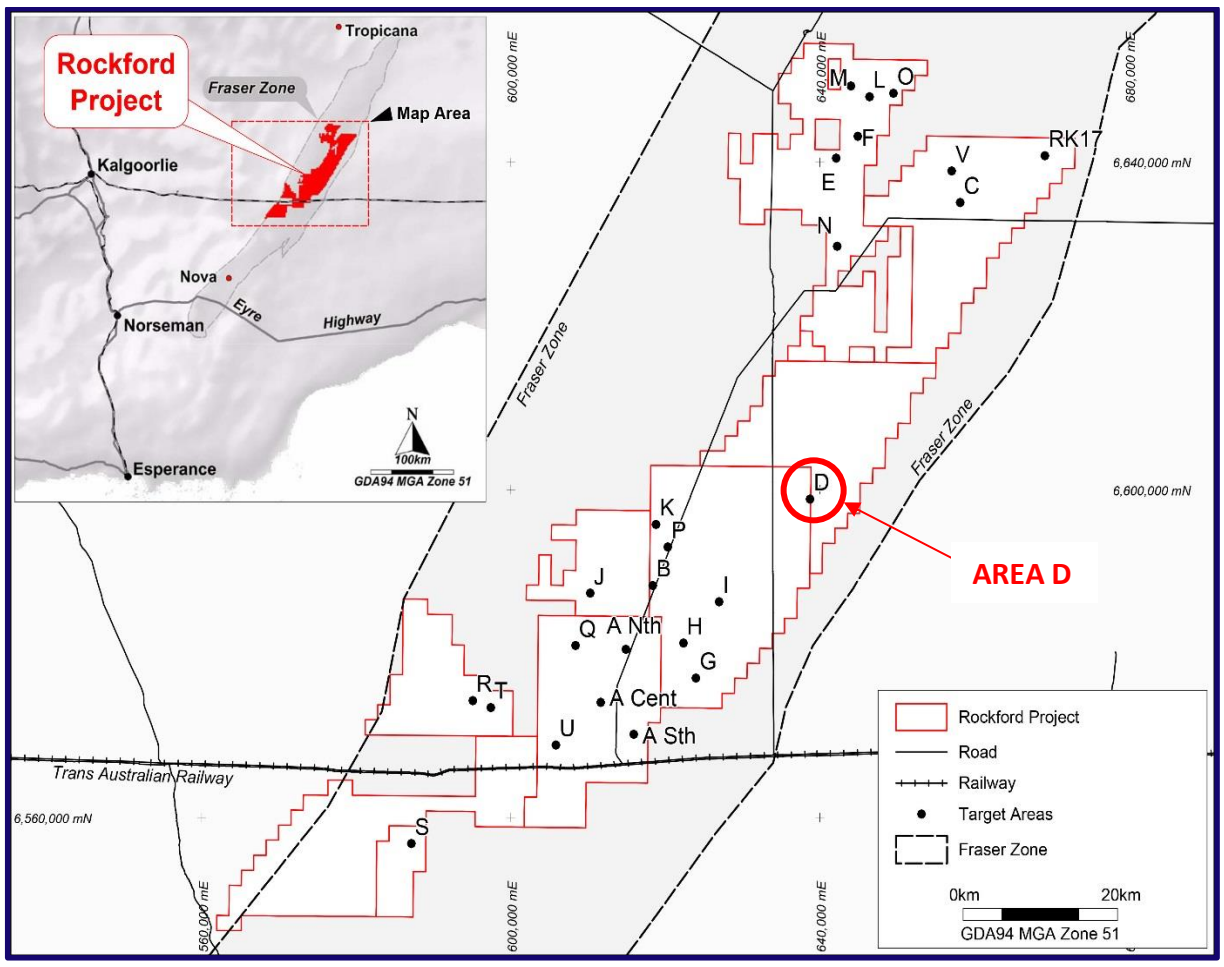 Tropicana
Rockford
Project
Fraser Zone
Map Area
Kalgoorlie
Nova
Eyre
Highway
Norseman
Esperance
N
100km
GDA94 MGA Zone 51
600,000 mE
640,000 mE
680,000 mE
M
L
O
F
E
V
C
RK17
6,640,000 mN
N
Fraser Zone
Fraser Zone
D
6,600,000 mN
AREA D
K
P
B
J
I
Q
A Nth
H
G
R
T
A Cent
U
A Sth
Trans Australian Railway
6,560,000 mN
S
560,000 mE
600,000 mE
640,000 mE
Rockford Project
Road
Railway
Target Areas
Fraser Zone
0km
20km
GDA94 MGA Zone 51